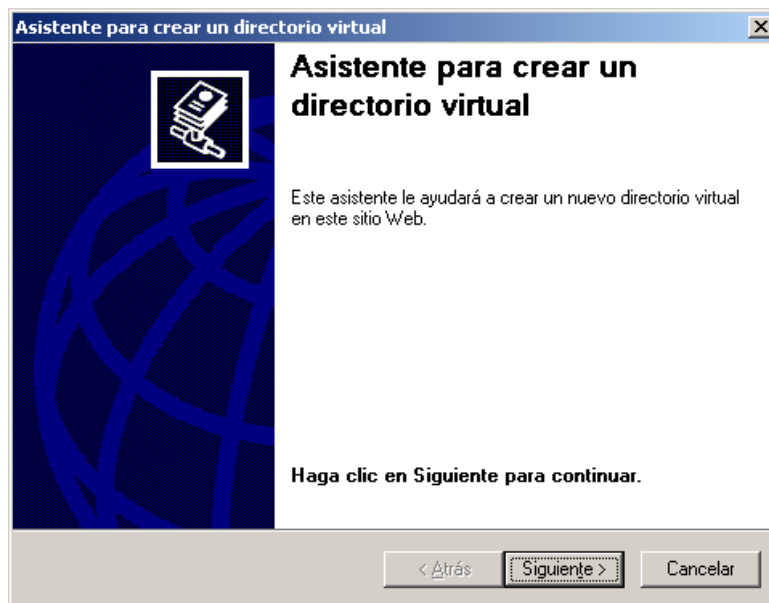 Asistente para crear un directorio virtual
Asistente para crear un
directorio virtual
Este asistente le ayudará a crear un nuevo directorio virtual
en este sitio Web.
Haga clic en Siguiente para continuar.
< Atrás
Siguiente >
Cancelar